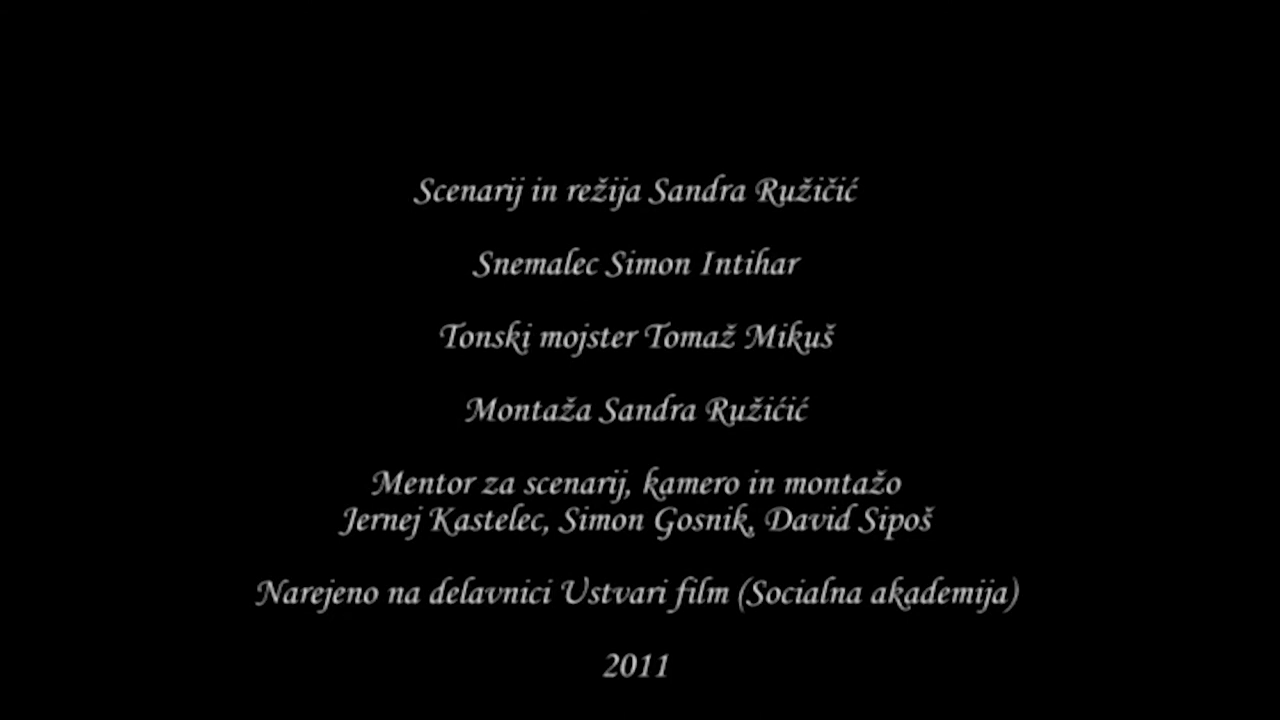 Scenarij in režija Sandra Ružičić
Snemalec Simon Intihar
Tonski mojster Tomaž Mikuš
Montaža Sandra Ružićić
Mentor za scenarij, kamero in montažo
Jernej Kastelec, Simon Gosnik, David Sipoš
Narejeno na delavnici Ustvari film (Socialna akademija)
2011